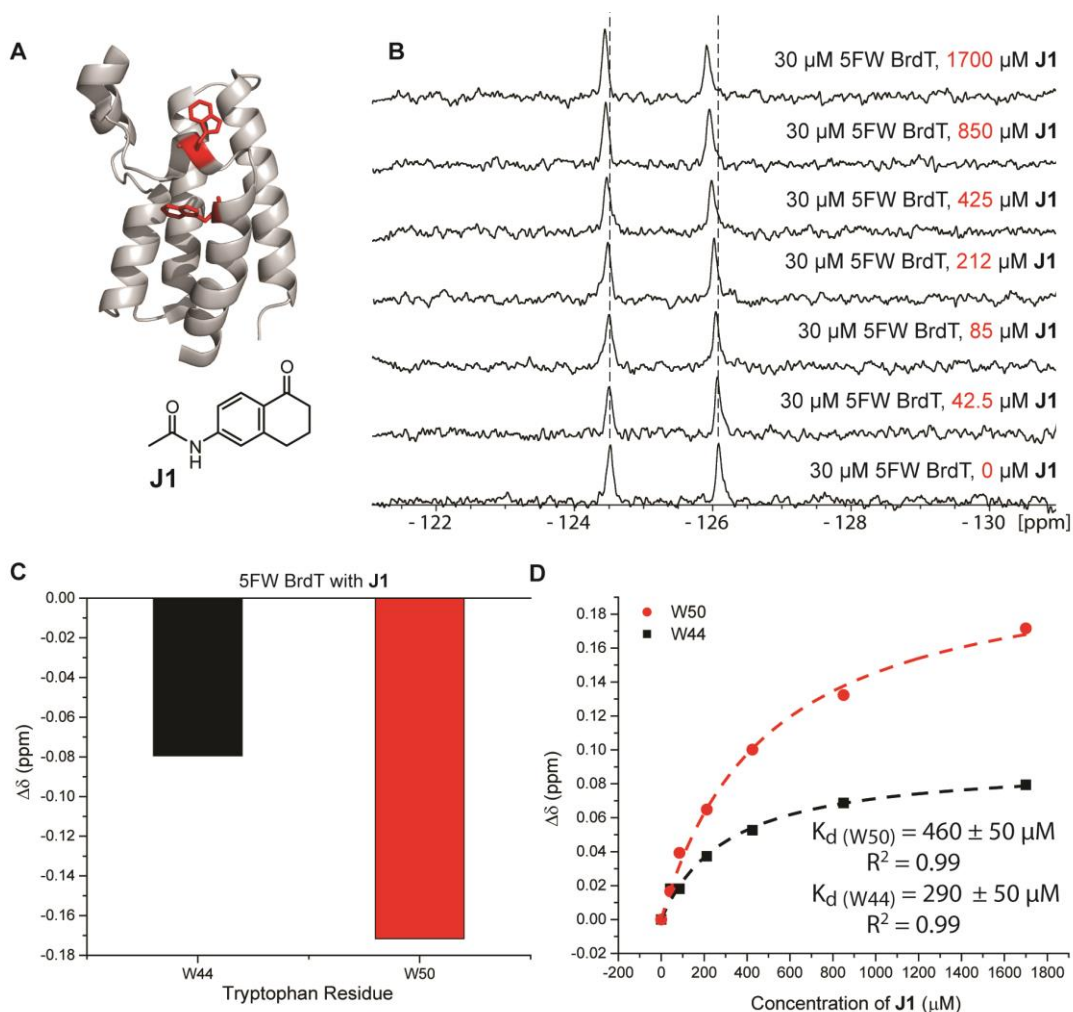 A
O
O
N
H
J1
B
30 µM 5FW BrdT, 1700 µM J1
30 µM 5FW BrdT, 850 µM J1
30 µM 5FW BrdT, 425 µM J1
30 µM 5FW BrdT, 212 µM J1
30 µM 5FW BrdT, 85 µM J1
30 µM 5FW BrdT, 42.5 µM J1
30 µM 5FW BrdT, 0 µM J1
- 122 - 124 - 126 - 128 - 130 [ppm]
C
5FW BrdT with J1
0.00
-0.02
-0.04
-0.06
-0.08
-0.10
-0.12
-0.14
-0.16
-0.18
Δδ (ppm)
W44 W50
Tryptophan Residue
D
W50
W44
0.18
0.16
0.14
0.12
0.10
0.08
0.06
0.04
0.02
0.00
-0.02
Δδ (ppm)
Kd (W50) = 460 ± 50 µM
R2 = 0.99
Kd (W44) = 290 ± 50 µM
R2 = 0.99
-200 0 200 400 600 800 1000 1200 1400 1600 1800
Concentration of J1 (µM)